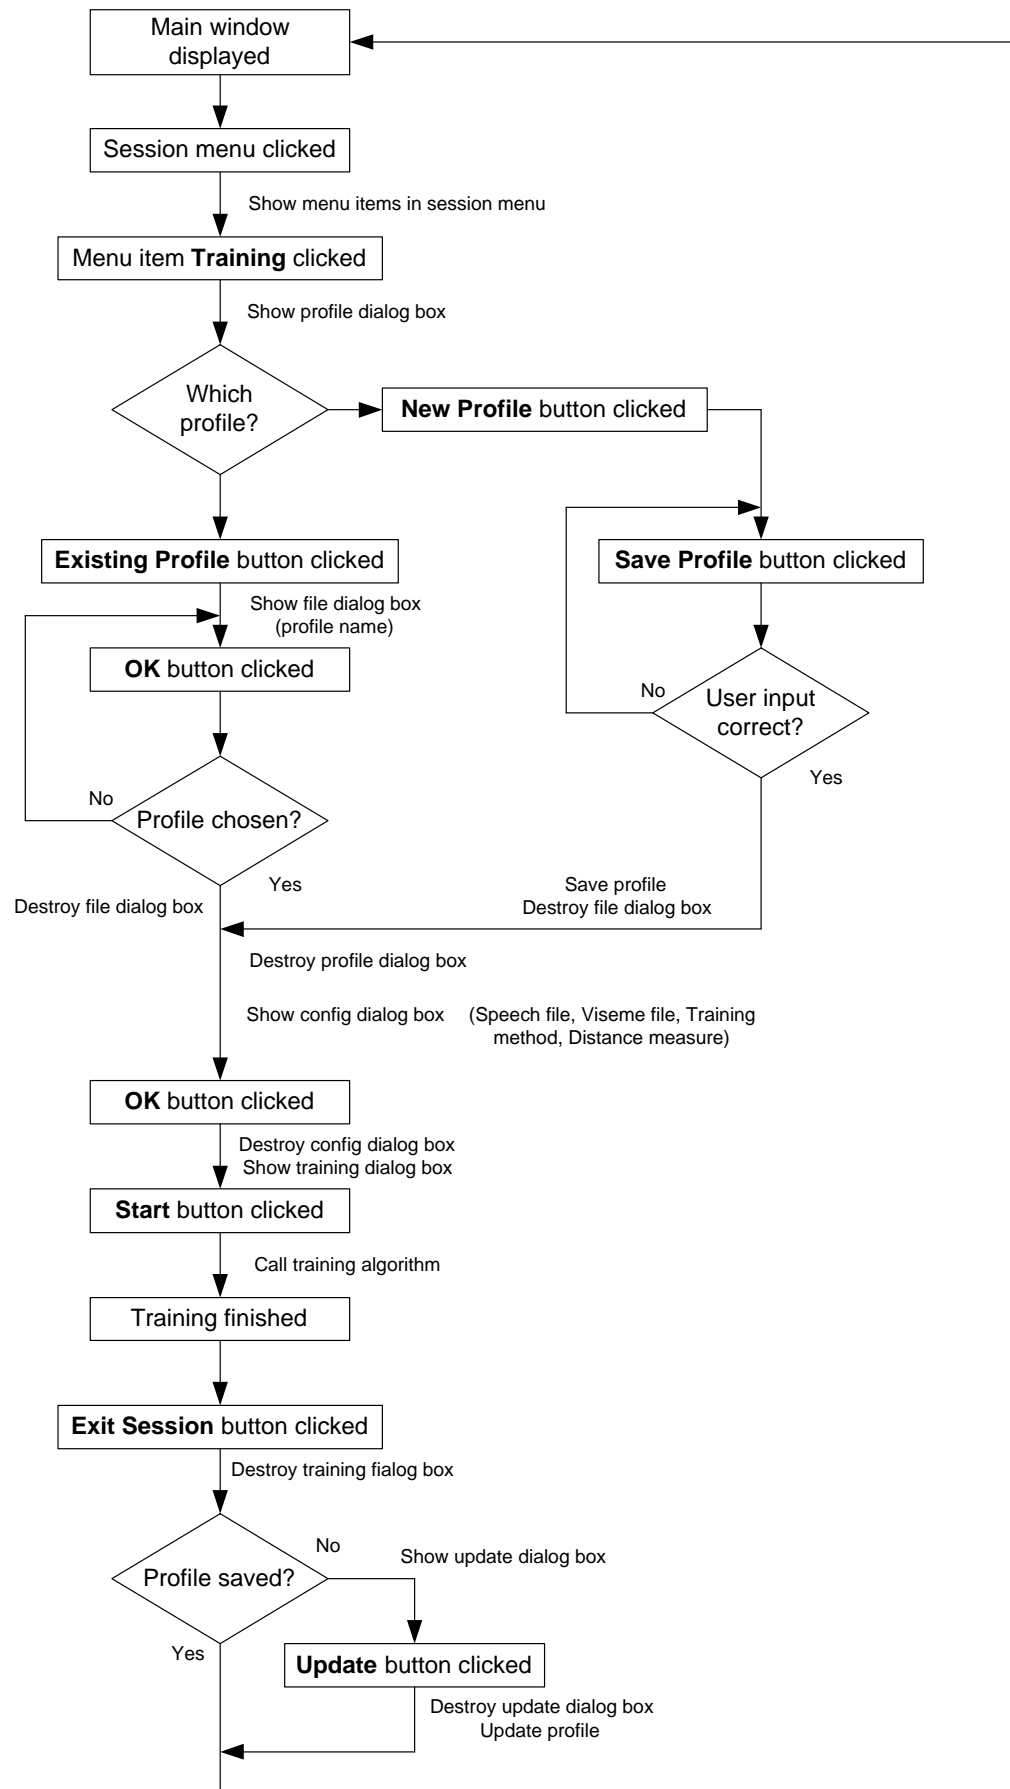 Main window
displayed
Session menu clicked
Show menu items in session menu
Menu item Training clicked
Show profile dialog box
Which
profile?
New Profile button clicked
Existing Profile button clicked
Save Profile button clicked
Show file dialog box
(profile name)
OK button clicked
No
User input
correct?
Yes
No
Profile chosen?
Yes
Destroy file dialog box
Save profile
Destroy file dialog box
Destroy profile dialog box
Show config dialog box
(Speech file, Viseme file, Training
method, Distance measure)
OK button clicked
Destroy config dialog box
Show training dialog box
Start button clicked
Call training algorithm
Training finished
Exit Session button clicked
Destroy training fialog box
No
Show update dialog box
Profile saved?
Yes
Update button clicked
Destroy update dialog box
Update profile